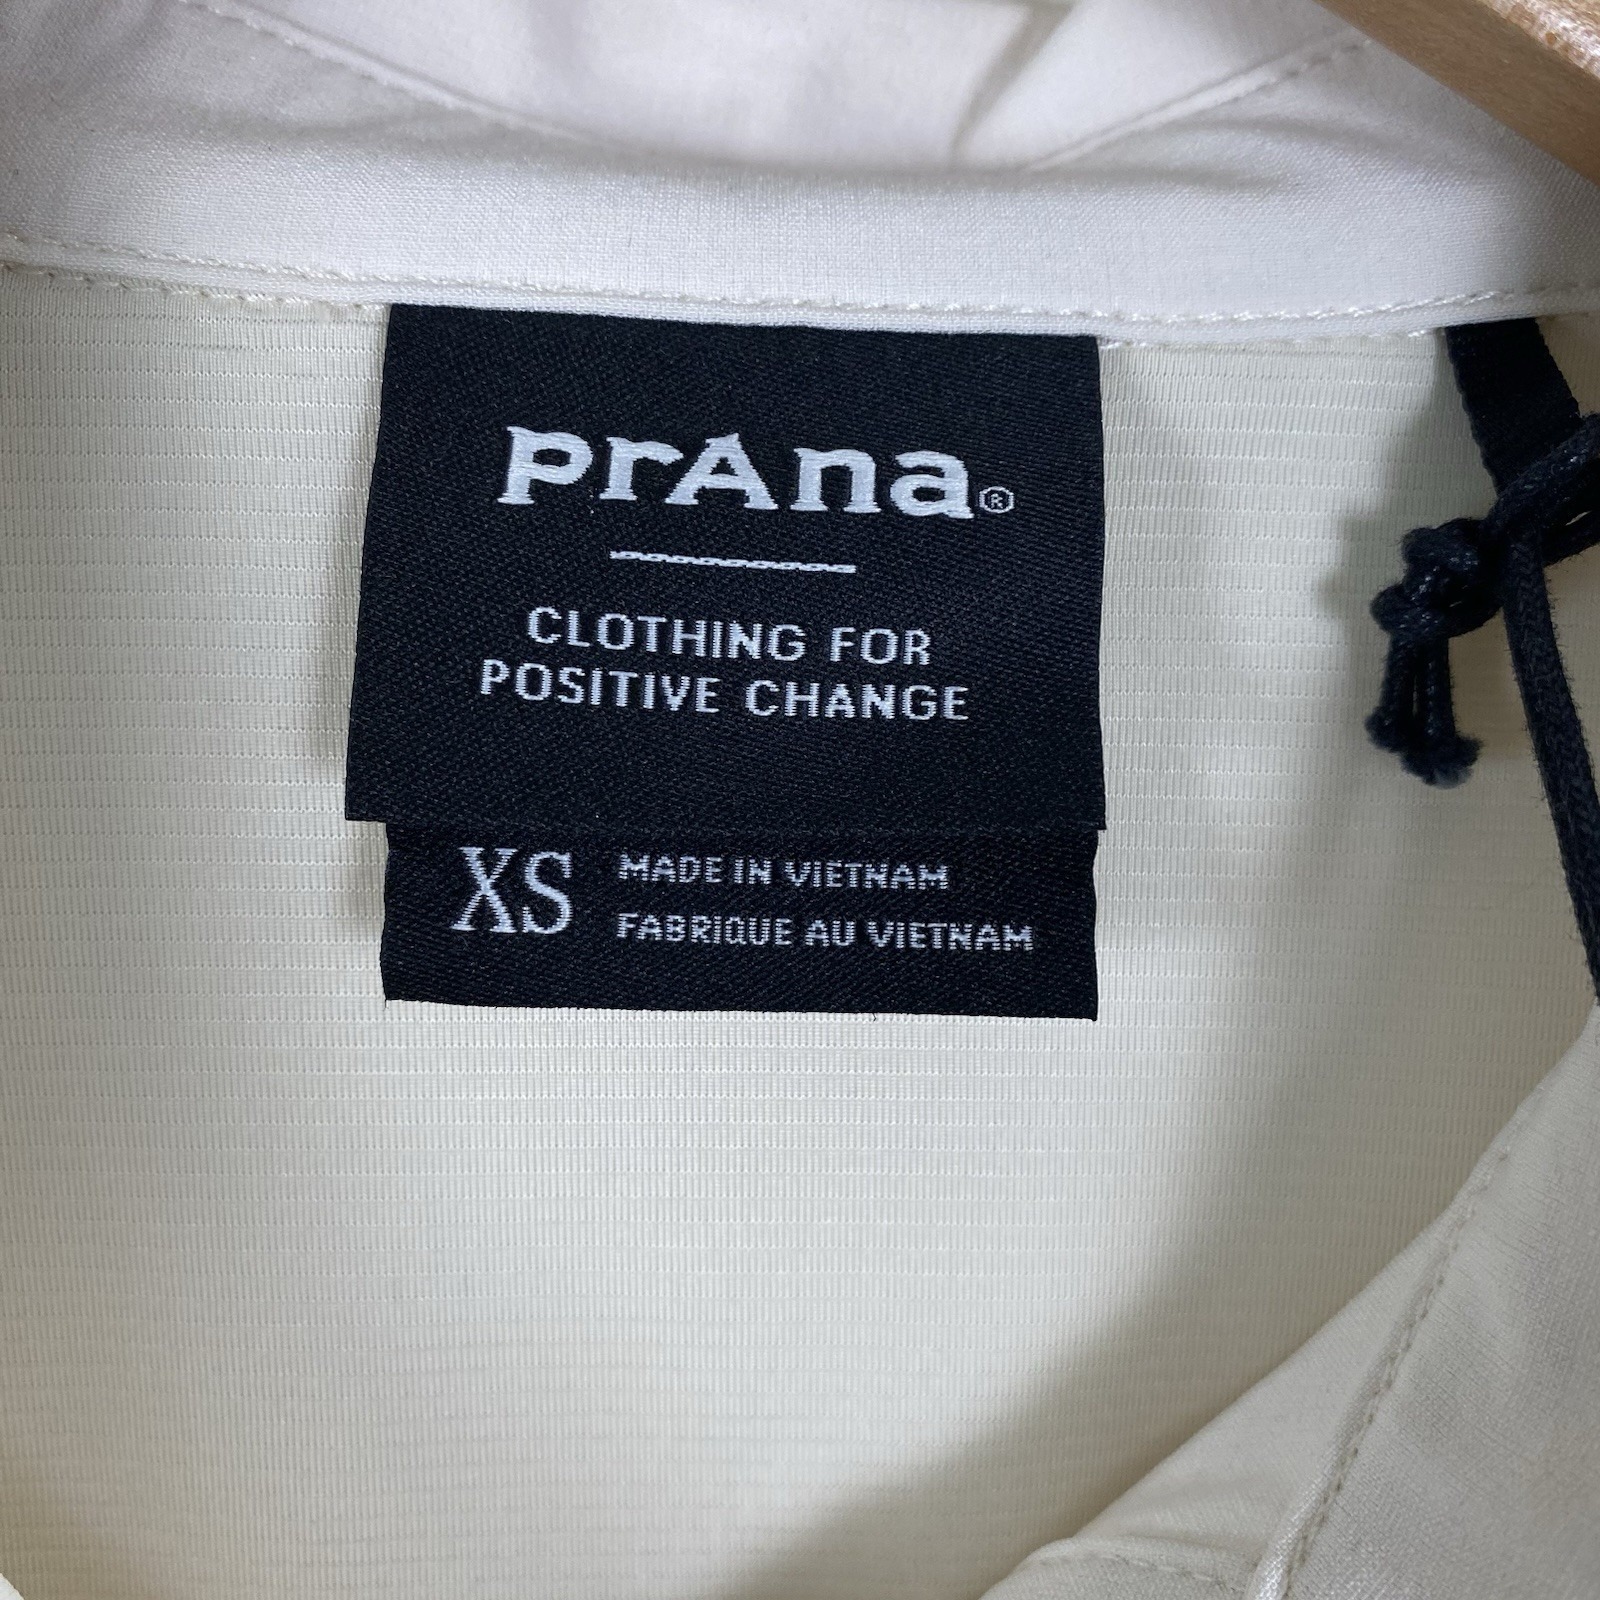 prAna®
CLOTHING FOR
POSITIVE CHANGE
XS MADE IN VIETNAM
FABRIQUE AU VIETNAM